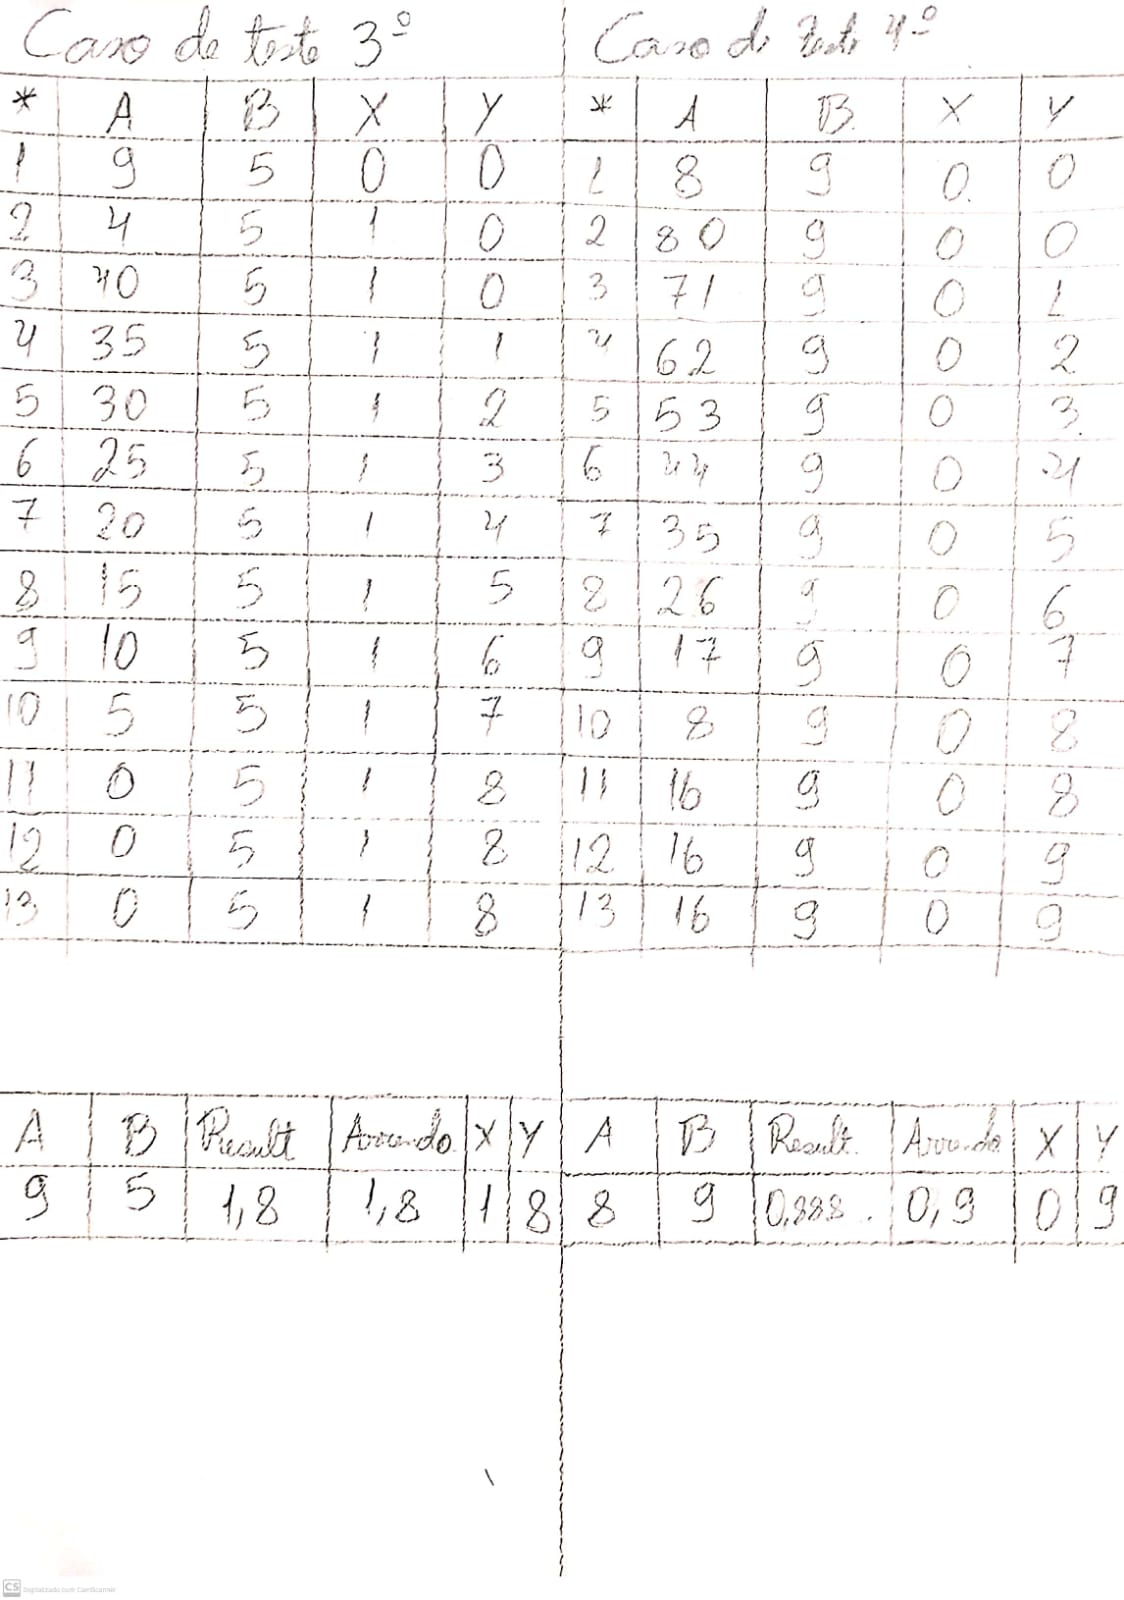 Caso de teste 3º
* A B X Y
1 9 5 0 0
2 4 5 1 0
3 40 5 1 0
4 35 5 1 1
5 30 5 1 2
6 25 5 1 3
7 20 5 1 4
8 15 5 1 5
9 10 5 1 6
10 5 5 1 7
11 0 5 1 8
12 0 5 1 8
13 0 5 1 8
A B Result Arredo X Y
9 5 1,8 1,8 1 8
Caso de teste 4º
* A B X Y
1 8 9 0 0
2 80 9 0 0
3 71 9 0 1
4 62 9 0 2
5 53 9 0 3
6 44 9 0 4
7 35 9 0 5
8 26 9 0 6
9 17 9 0 7
10 8 9 0 8
11 16 9 0 8
12 16 9 0 9
13 16 9 0 9
A B Result. Arredo X Y
8 9 0,888.. 0,9 0 9
CS Digitalizado com CamScanner